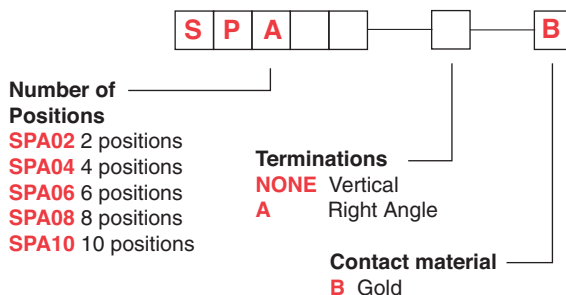 S P A B
Number of
Positions
SPA02 2 positions
SPA04 4 positions
SPA06 6 positions
SPA08 8 positions
SPA10 10 positions
Terminations
NONE Vertical
A Right Angle
Contact material
B Gold